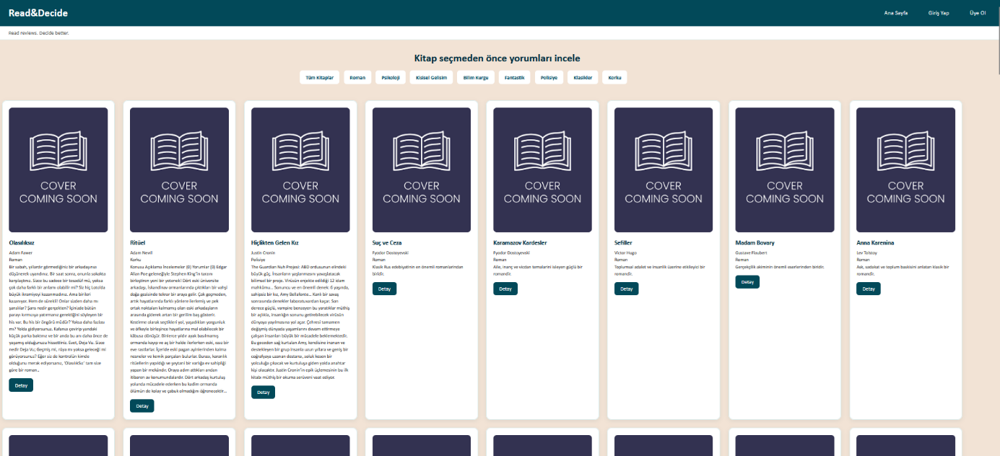 Read&Decide
Ana Sayfa
Giriş Yap
Üye Ol
Read reviews. Decide better.
Kitap seçmeden önce yorumları incele
Tüm Kitaplar
Roman
Psikoloji
Kisisel Gelisim
Bilim Kurgu
Fantastik
Polisiye
Klasikler
Korku
COVER
COMING SOON
Olasılıksız
Adam Fawer
Roman
Bir sabah, yıllardır görmediğiniz bir arkadaşınızı
düşünerek uyandınız. Bir saat sonra, onunla sokakta
karşılaştınız. Sizce bu sadece bir tesadüf mü, yoksa
çok daha farklı bir anlamı olabilir mi? Siz hiç Loto'da
büyük ikramiyeyi kazanmadınız. Ama birileri
kazanıyor. Hem de sürekli! Onlar sizden daha mı
şanslılar? Şans nedir gerçekten? İçinizde bütün
parayı kırmızıya yatırmanız gerektiğini söyleyen bir
his var. Bu his bir öngörü müdür? Yoksa daha fazlası
mı? Yolda gidiyorsunuz. Kafanızı çevirip yandaki
küçük parka baktınız ve bir anda bu anı daha önce de
yaşamış olduğunuzu hissettiniz. Evet, Deja Vu. Sizce
nedir Deja Vu; Geçmiş mi, rüya mı yoksa geleceği mi
görüyorsunuz? Eğer siz de kontrolün kimde
olduğunu merak ediyorsanız, 'OlasılıkSız' tam size
göre bir roman...
Detay
COVER
COMING SOON
Ritüel
Adam Nevill
Korku
Konusu Açıklama İncelemeler (0) Yorumlar (0) Edgar
Allan Poe geleneğiyle Stephen King'in tarzını
birleştiren yeni bir yetenek! Dört eski üniversite
arkadaşı, İskandinav ormanlarında çıktıkları bir vahşi
doğa gezisinde tekrar bir araya gelir. Çok geçmeden,
artık hayatlarında farklı yönlere ilerlemiş ve pek
ortak noktaları kalmamış olan eski arkadaşların
arasında giderek artan bir gerilim baş gösterir.
Kestirme olarak seçtikleri yol, yaşadıkları yorgunluk
ve öfkeyle birleşince hayatlarına mal olabilecek bir
kâbusa dönüşür. Binlerce yıldır ayak basılmamış
ormanda kayıp ve aç bir halde ilerlerken eski, ıssız bir
eve rastlarlar. İçeride eski pagan ayinlerinden kalma
nesneler ve kemik parçaları bulurlar. Burası, karanlık
ritüellerin yapıldığı ve şeytani bir varlığa ev sahipliği
yapan bir mekândır. Oraya adım attıkları andan
itibaren av konumundalardır. Dört arkadaş kurtuluş
yolunda mücadele ederken bu kadim ormanda
ölümün de kolay ve çabuk olmadığını öğrenecektir...
Detay
COVER
COMING SOON
Hiçlikten Gelen Kız
Justin Cronin
Polisiye
The Guardian Nuh Projesi: ABD ordusunun elindeki
büyük güç. İnsanların yaşlanmasını yavaşlatacak
bilimsel bir proje. Virüsün enjekte edildiği 12 idam
mahkûmu... Sonuncu ve en önemli denek: 6 yaşında,
sahipsiz bir kız, Amy Bellafonte... Kanlı bir savaş
sonrasında denekler laboratuvardan kaçar. Son
derece güçlü, vampire benzeyen bu yaratıklar müthiş
bir açlıkla, insanlığın sonunu getirebilecek virüsün
dünyaya yayılmasına yol açar. Çehresi tamamen
değişmiş dünyada yaşamlarını devam ettirmeye
çalışan insanları büyük bir mücadele beklemektedir.
Bu geceden sağ kurtulan Amy, kendisine inanan ve
destekleyen bir grup insanla uzun yıllara ve geniş bir
coğrafyaya uzanan destansı, soluk kesen bir
yolculuğa çıkacak ve kurtuluşa giden yolda anahtar
kişi olacaktır. Justin Cronin'in epik üçlemesinin bu ilk
kitabı müthiş bir okuma serüveni vaat ediyor.
Detay
COVER
COMING SOON
Suç ve Ceza
Fyodor Dostoyevski
Roman
Klasik Rus edebiyatinin en önemli romanlarindan
biridir.
Detay
COVER
COMING SOON
Karamazov Kardesler
Fyodor Dostoyevski
Roman
Aile, inanç ve vicdan temalarini isleyen güçlü bir
romandir.
Detay
COVER
COMING SOON
Sefiller
Victor Hugo
Roman
Toplumsal adalet ve insanlik üzerine etkileyici bir
romandir.
Detay
COVER
COMING SOON
Madam Bovary
Gustave Flaubert
Roman
Gerçekçilik akiminin önemli eserlerinden biridir.
Detay
COVER
COMING SOON
Anna Karenina
Lev Tolstoy
Roman
Ask, sadakat ve toplum baskisini anlatan klasik bir
romandir.
Detay